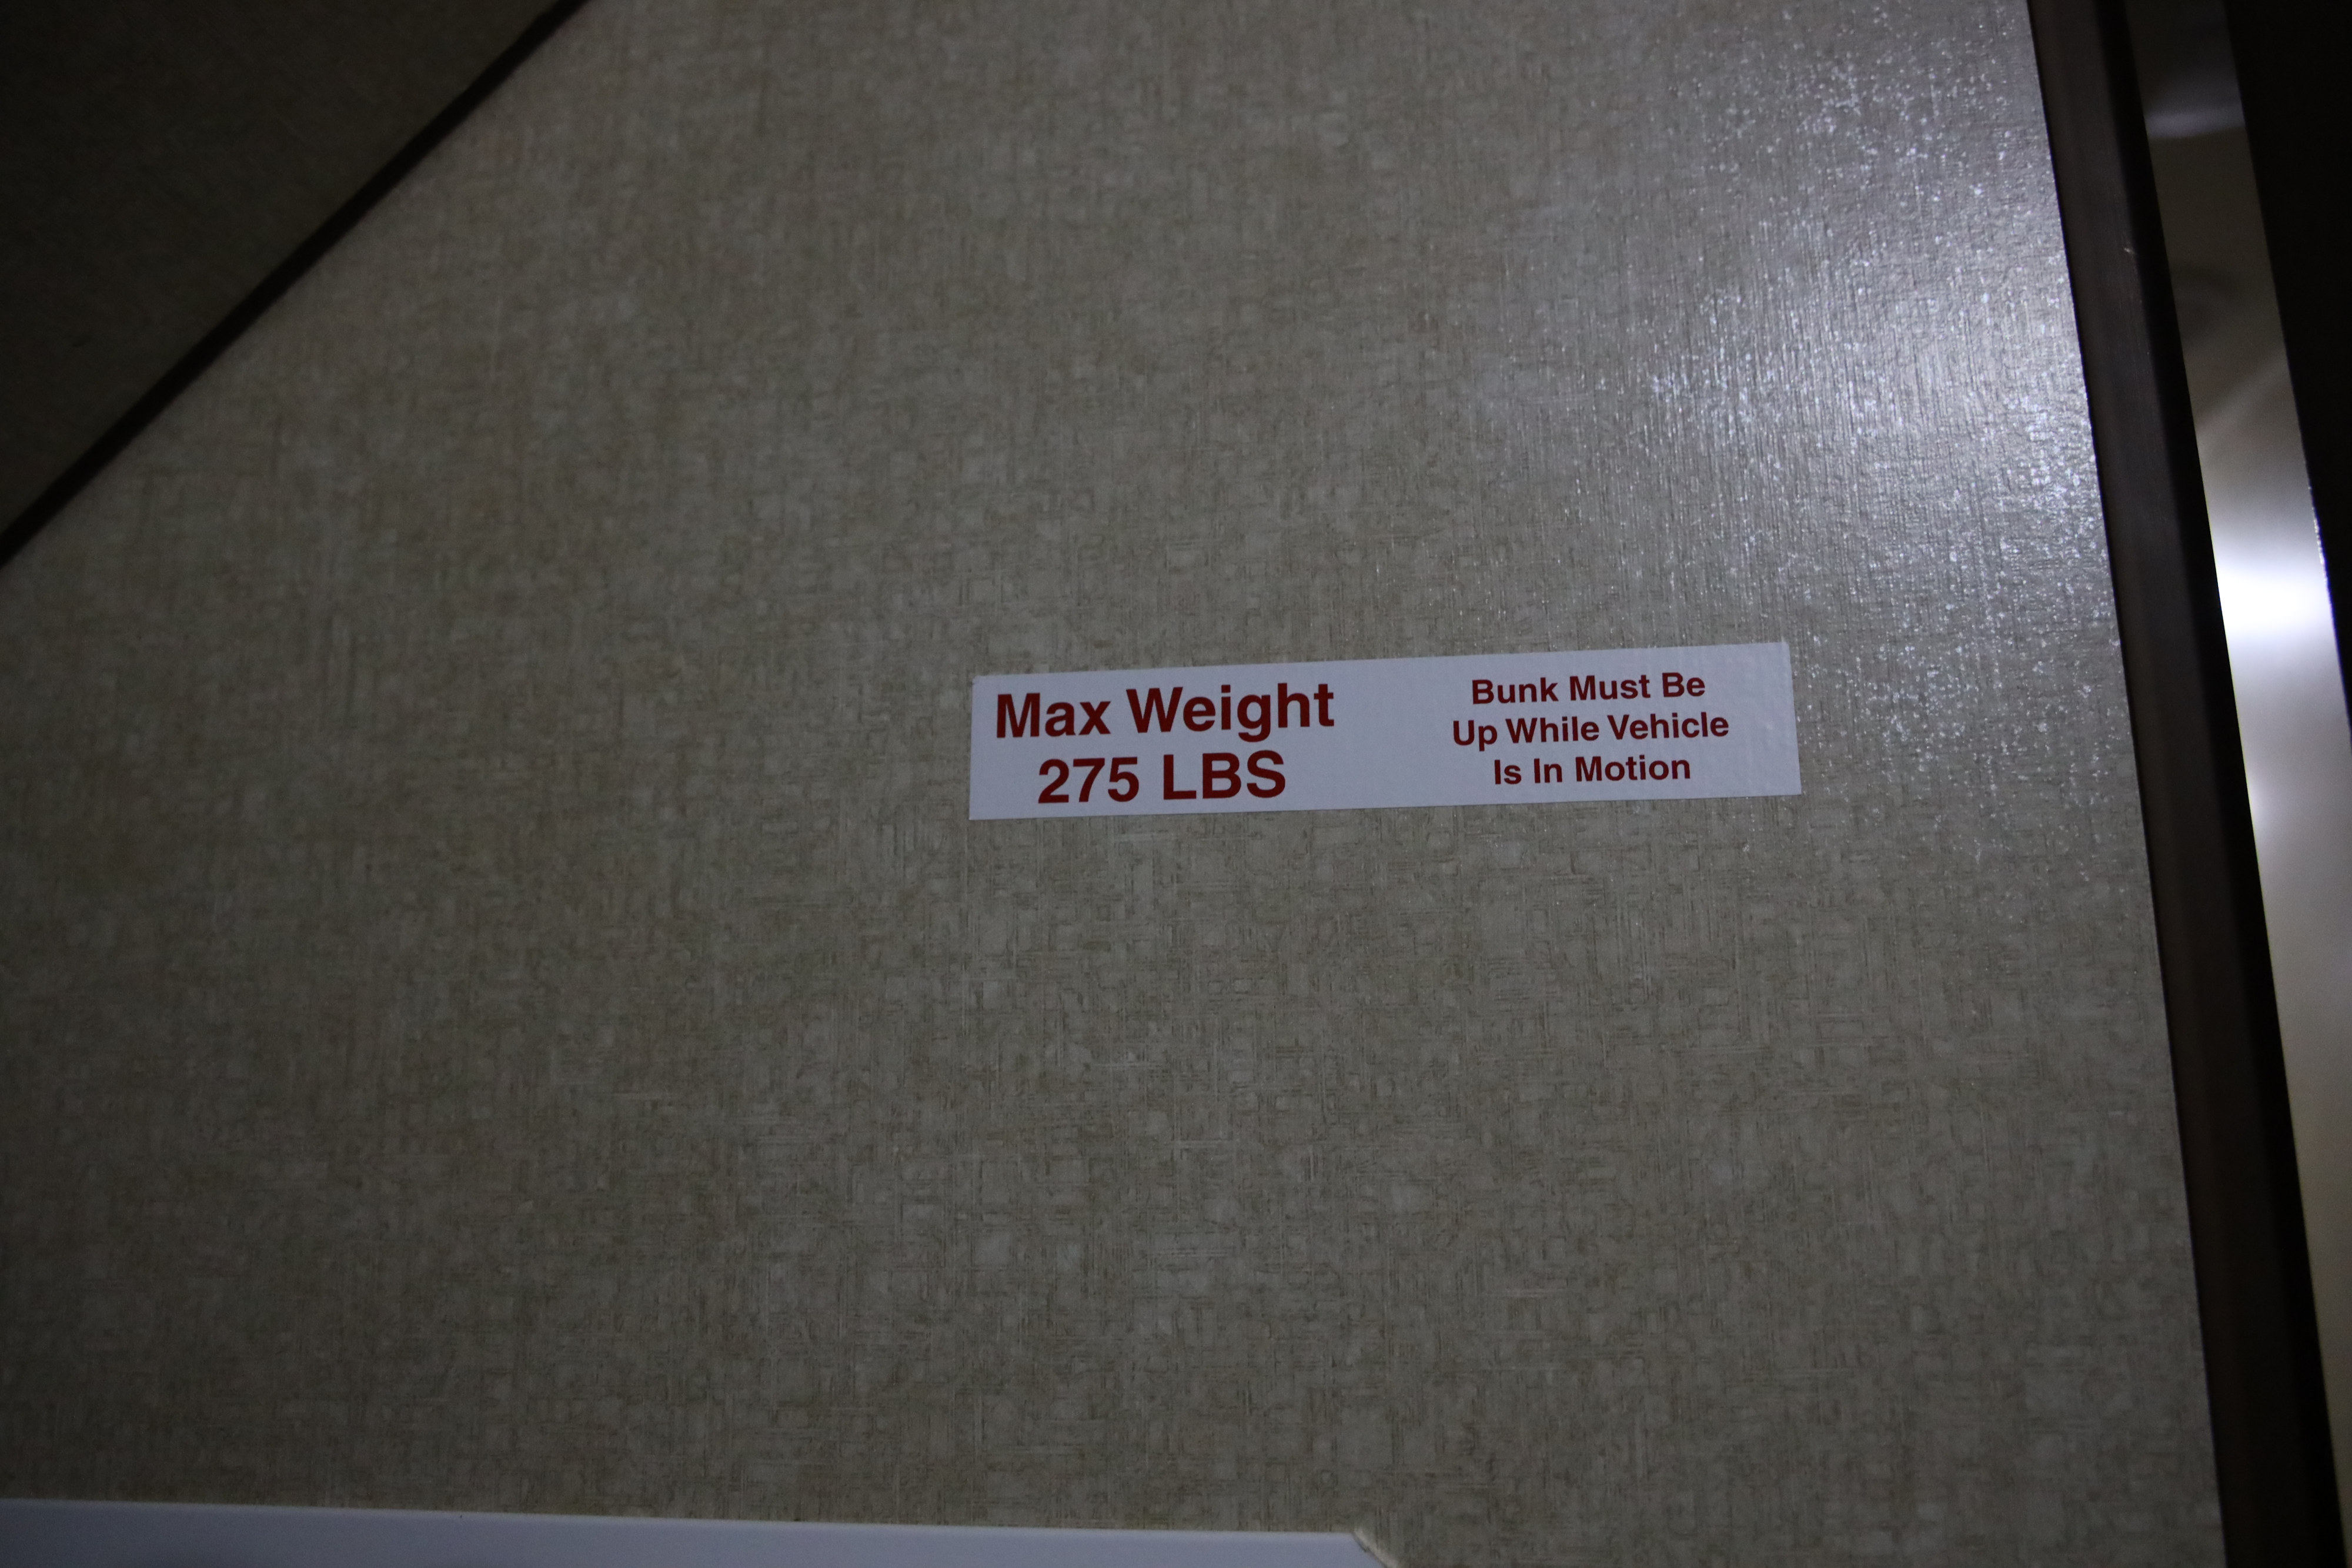 Max Weight
275 LBS
Bunk Must Be
Up While Vehicle
Is In Motion